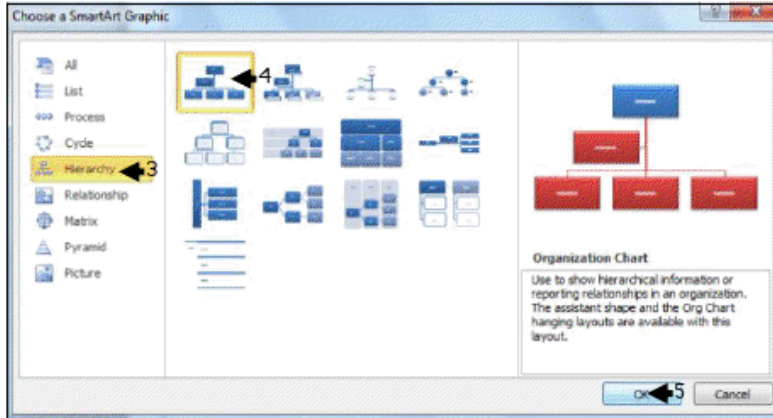 Choose a SmartArt Graphic
All
List
Process
Cycle
Hierarchy
3
Relationship
Matrix
Pyramid
Picture
4
Organization Chart
Use to show hierarchical information or
reporting relationships in an organization.
The assistant shape and the Org Chart
hanging layouts are available with this
layout.
OK
5
Cancel